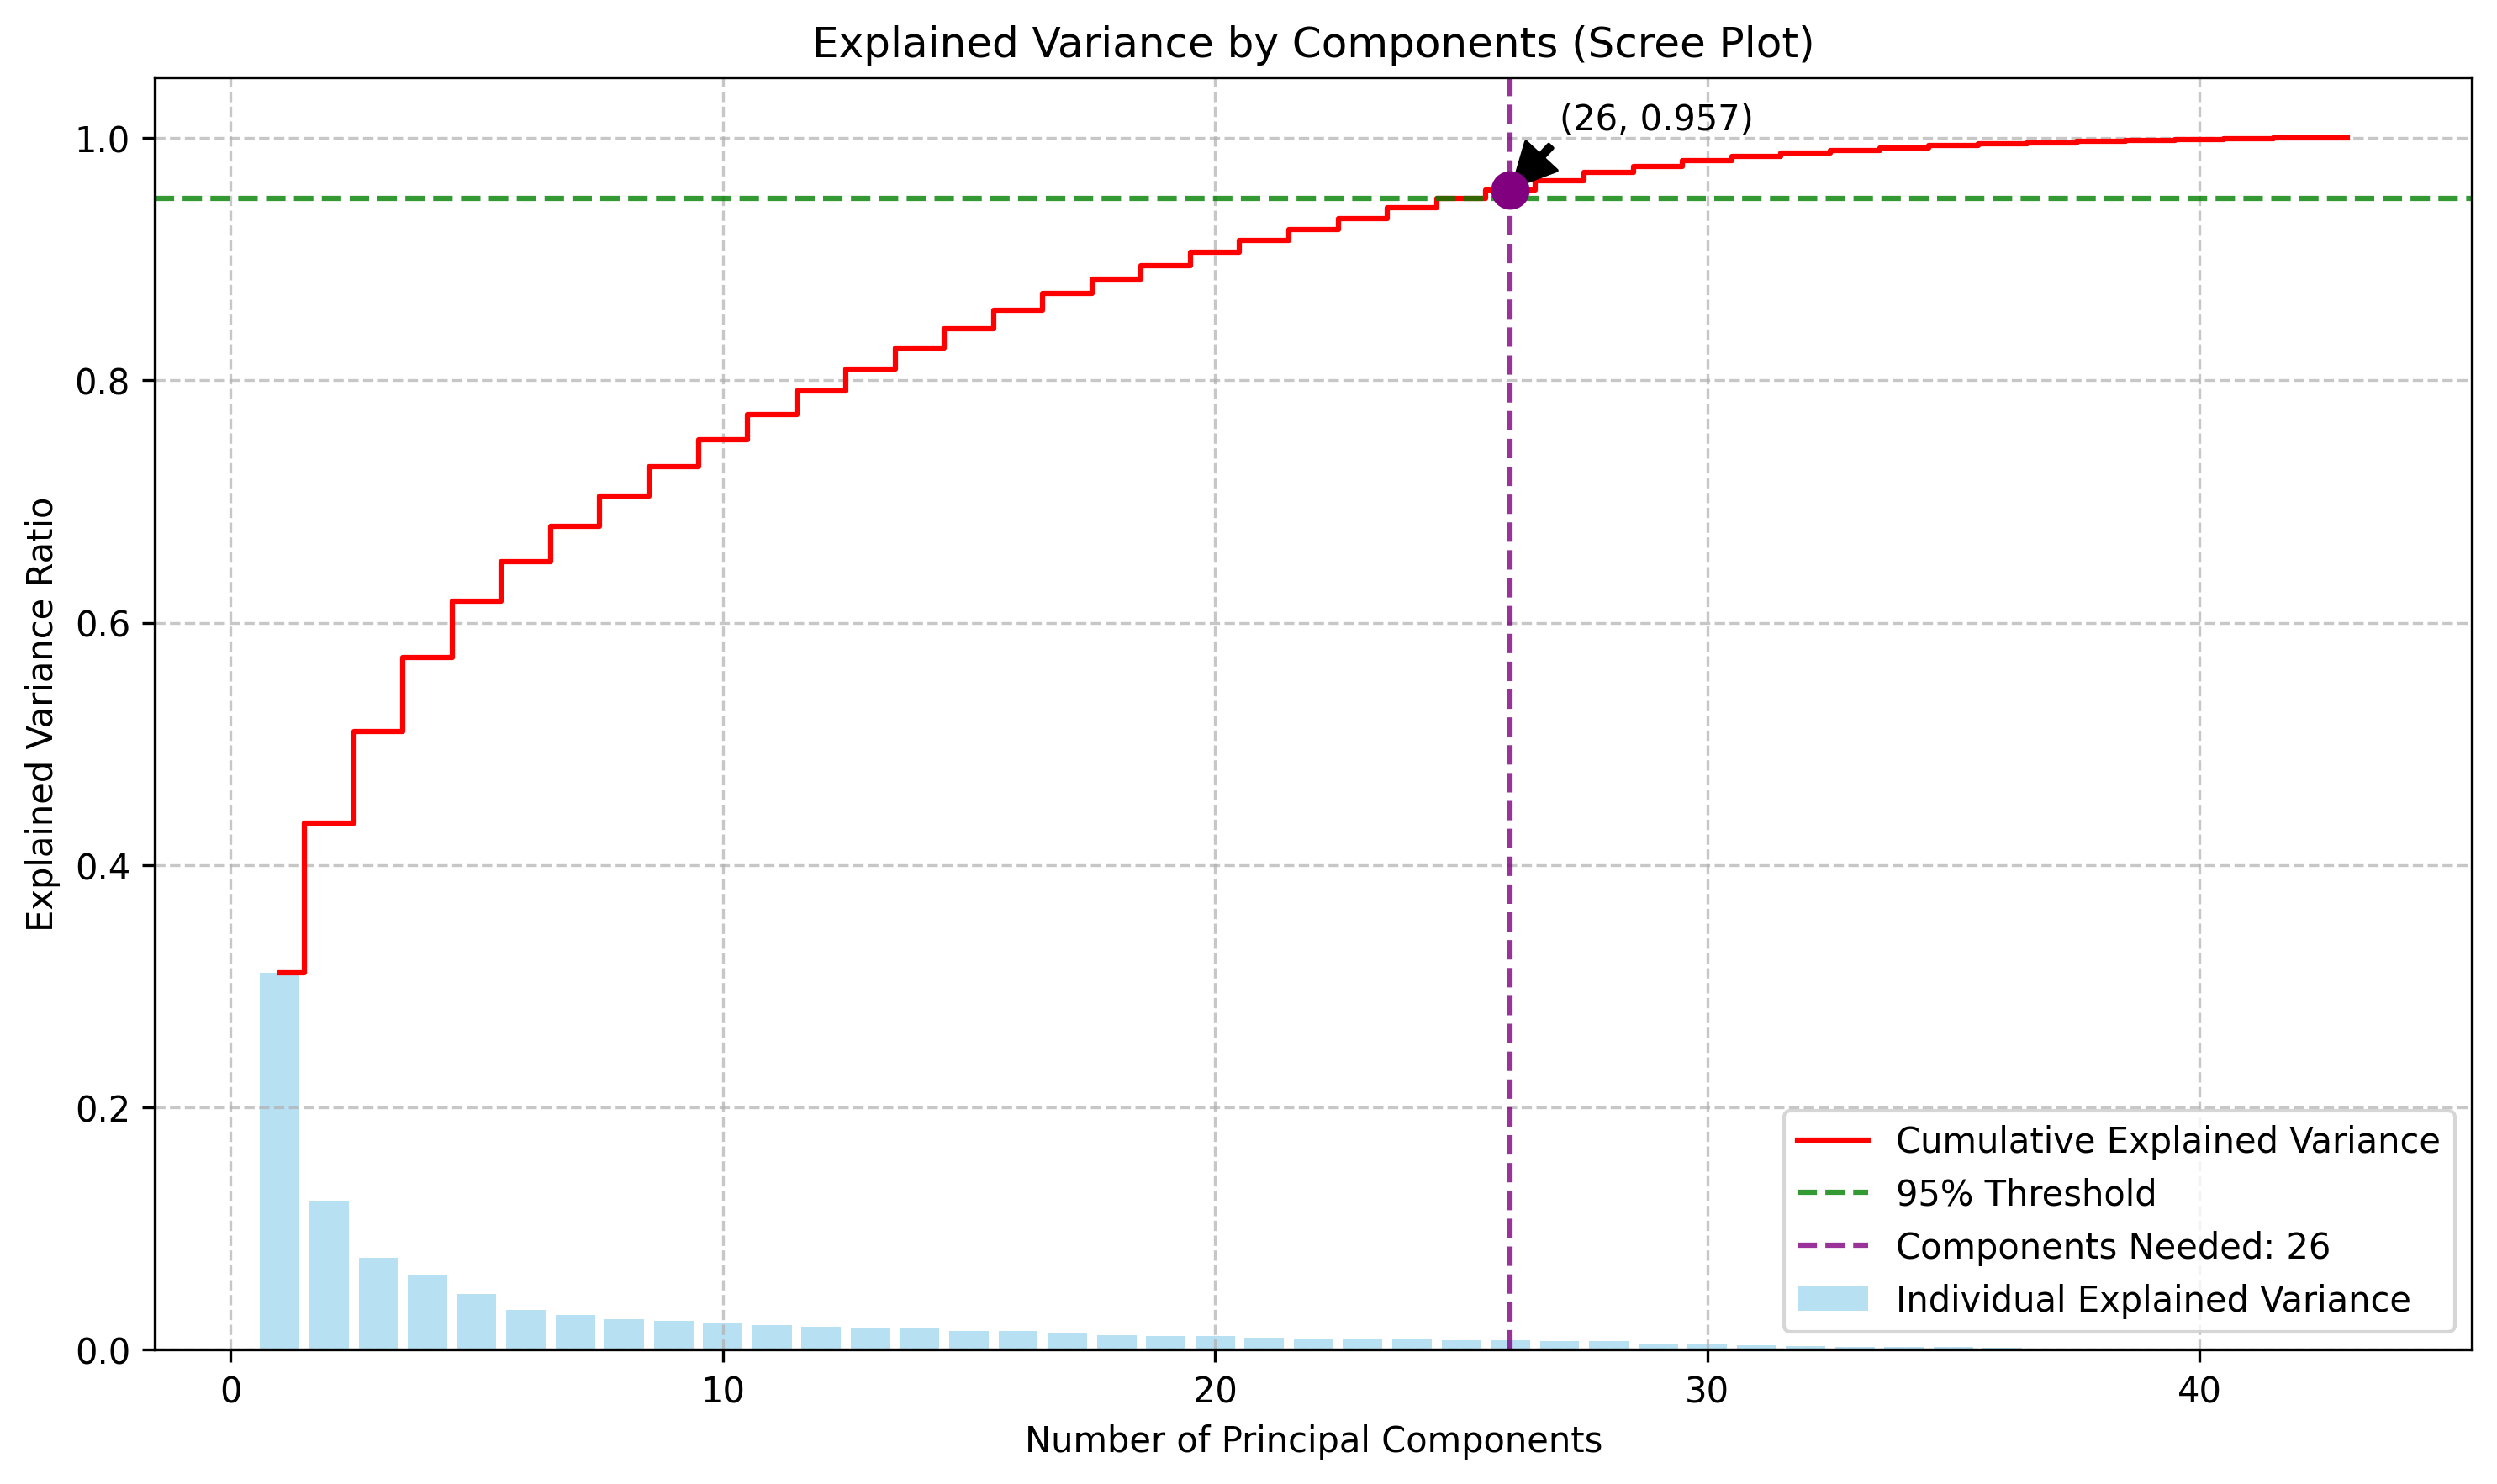 Explained Variance by Components (Scree Plot)
(26, 0.957)
1.0
0.8
0.6
0.4
0.2
0.0
Explained Variance Ratio
Cumulative Explained Variance
95% Threshold
Components Needed: 26
Individual Explained Variance
0 10 20 30 40
Number of Principal Components